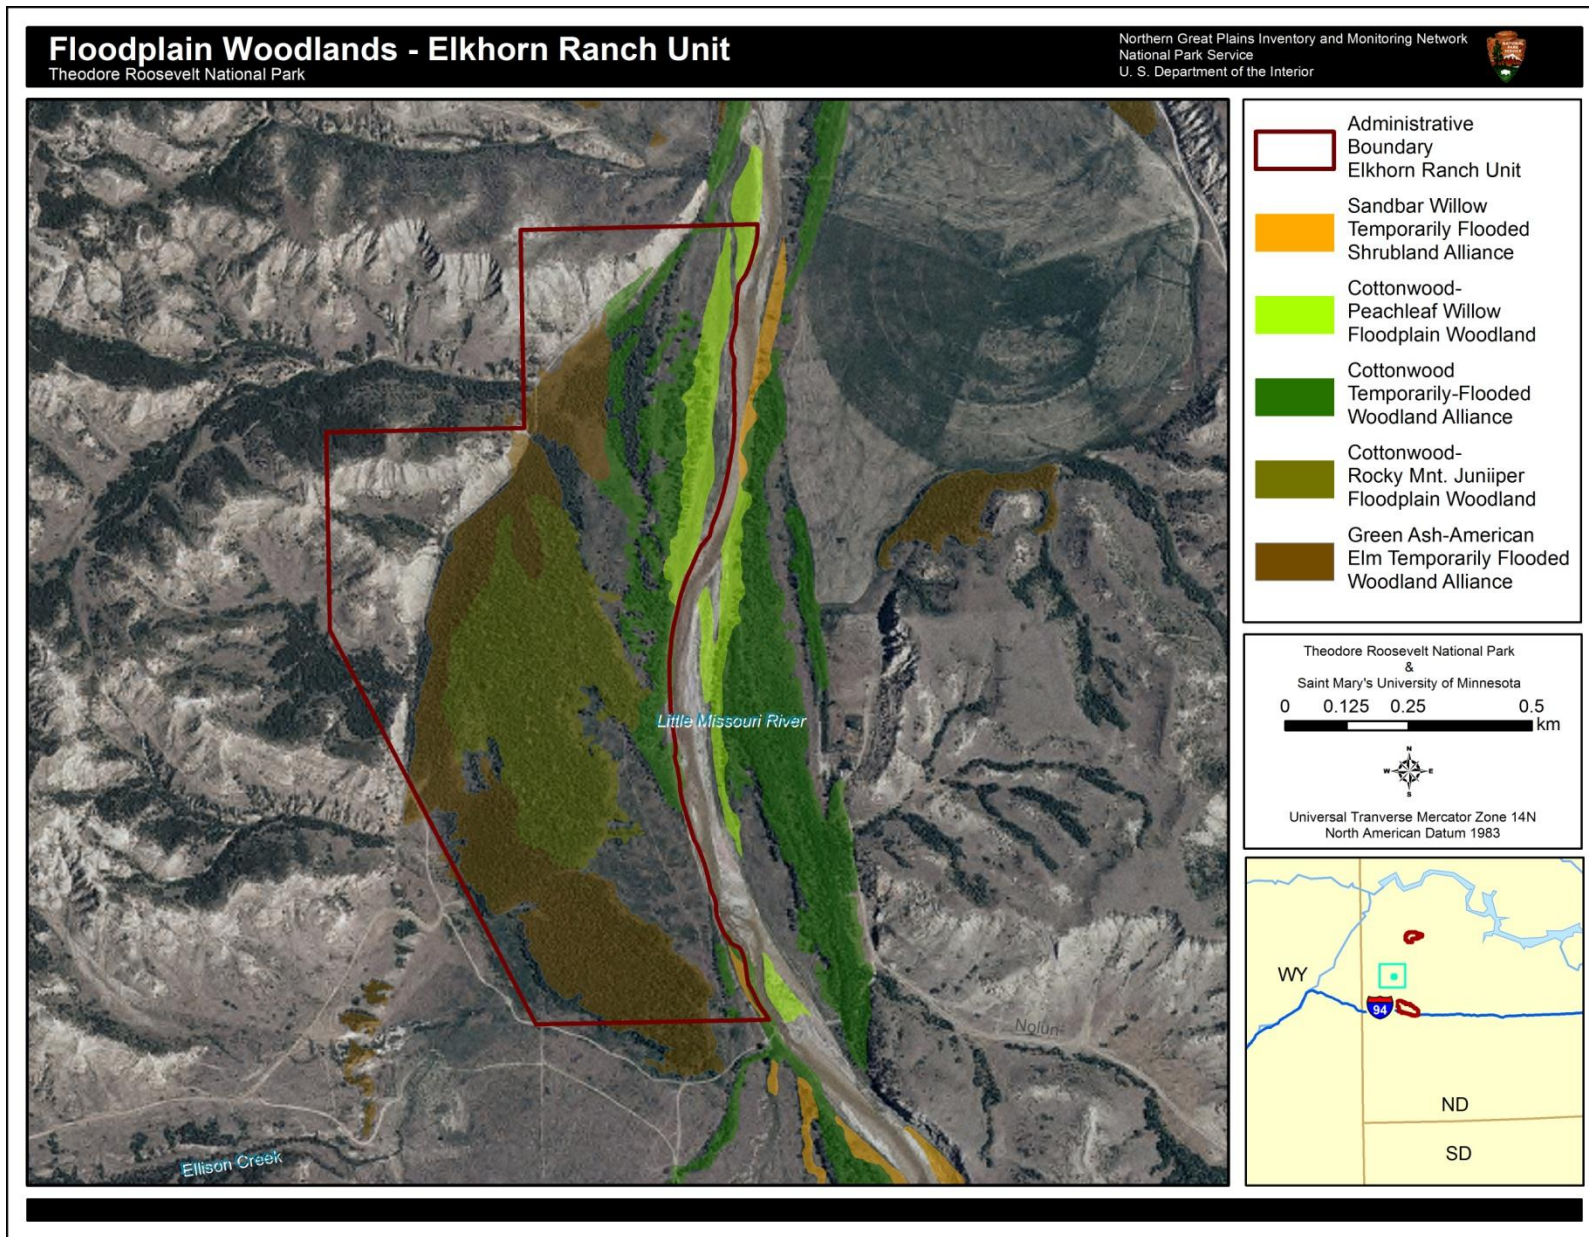 Floodplain Woodlands - Elkhorn Ranch Unit
Theodore Roosevelt National Park
Northern Great Plains Inventory and Monitoring Network
National Park Service
U. S. Department of the Interior
Administrative
Boundary
Elkhorn Ranch Unit
Sandbar Willow
Temporarily Flooded
Shrubland Alliance
Cottonwood-
Peachleaf Willow
Floodplain Woodland
Cottonwood
Temporarily-Flooded
Woodland Alliance
Cottonwood-
Rocky Mnt. Juniiper
Floodplain Woodland
Green Ash-American
Elm Temporarily Flooded
Woodland Alliance
Little Missouri River
Nolun
Ellison Creek
Theodore Roosevelt National Park
&
Saint Mary's University of Minnesota
0 0.125 0.25 0.5
km
N
W E
S
Universal Tranverse Mercator Zone 14N
North American Datum 1983
WY
94
ND
SD